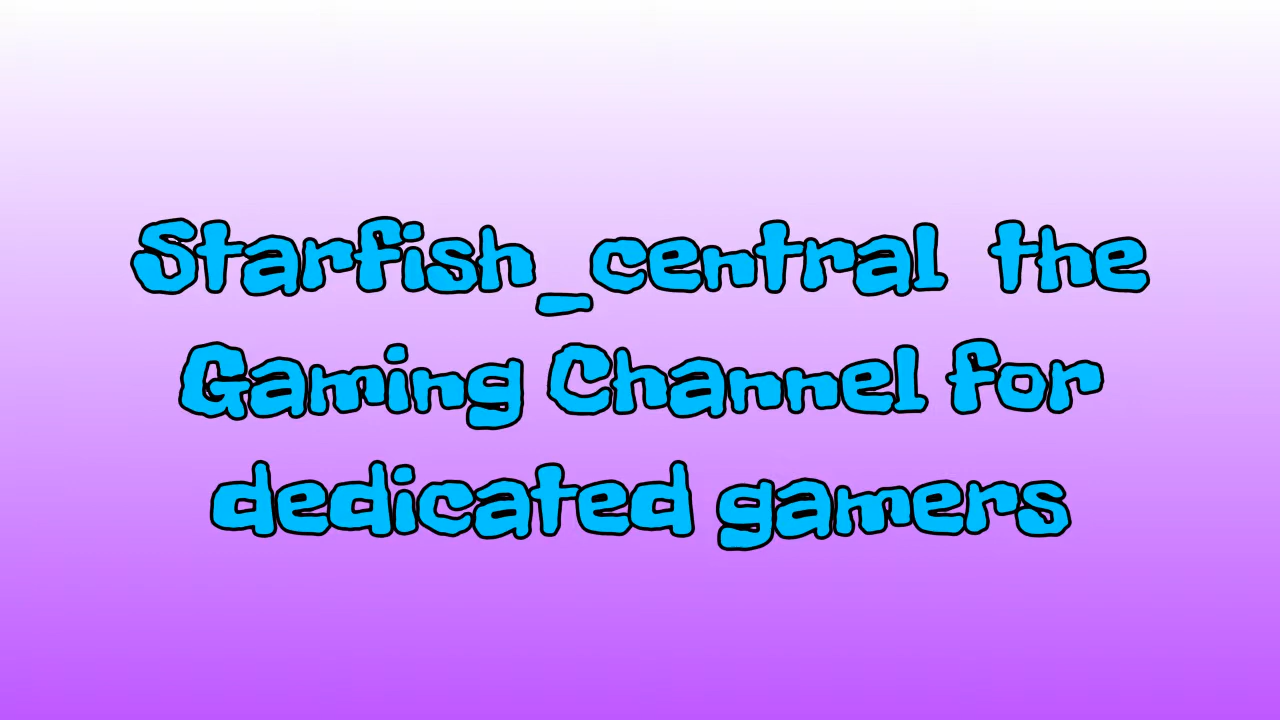 Starfish_central  the
Gaming Channel for
dedicated gamers